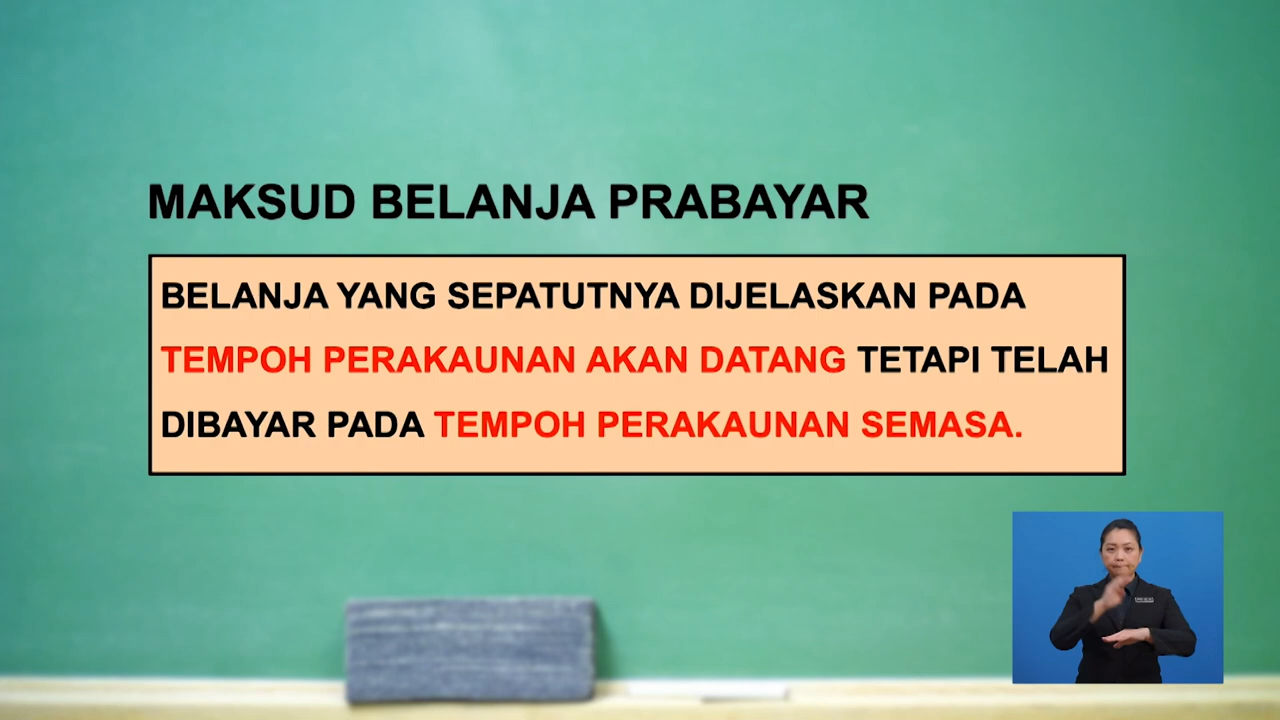 MAKSUD BELANJA PRABAYAR
BELANJA YANG SEPATUTNYA DIJELASKAN PADA
TEMPOH PERAKAUNAN AKAN DATANG TETAPI TELAH
DIBAYAR PADA TEMPOH PERAKAUNAN SEMASA.